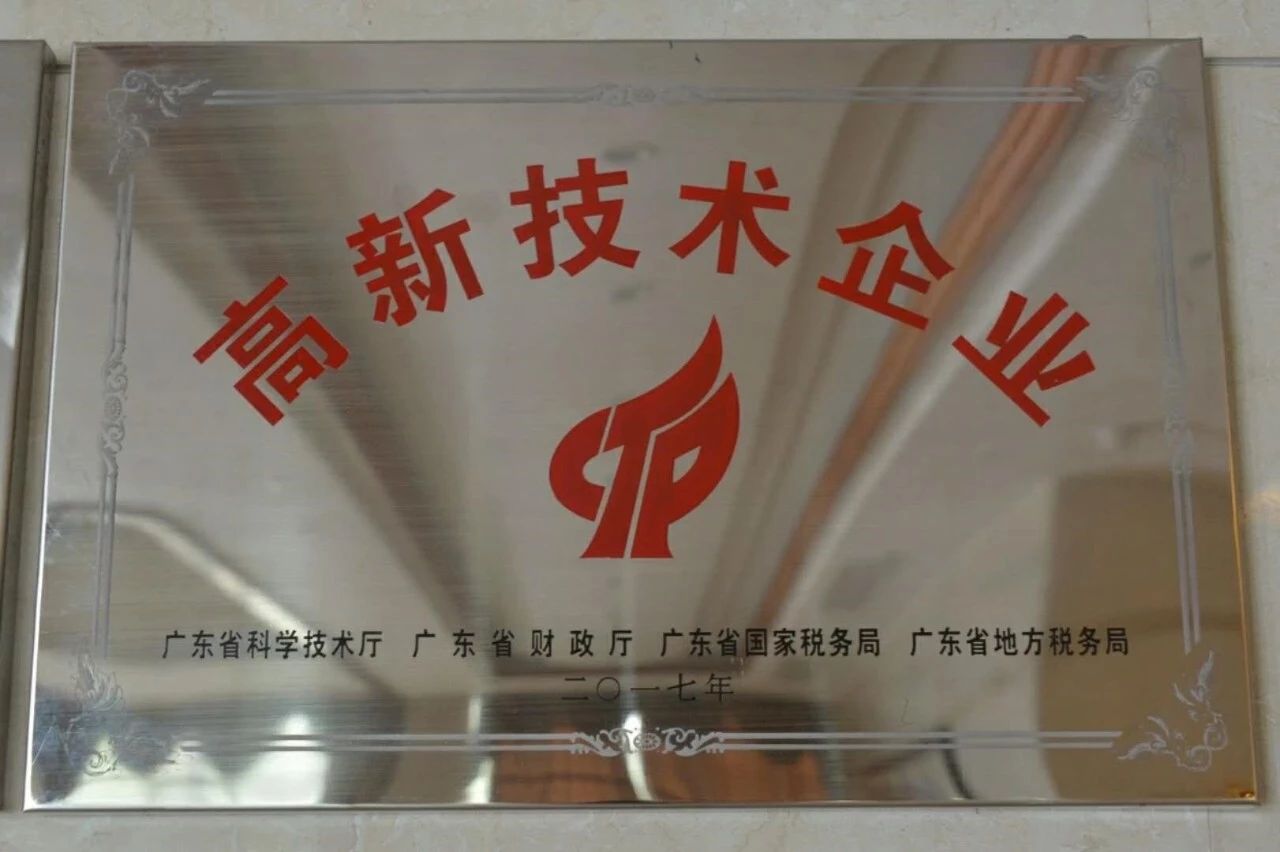 高新技术企业
广东省科学技术厅 广东省财政厅 广东省国家税务局 广东省地方税务局
二〇一七年